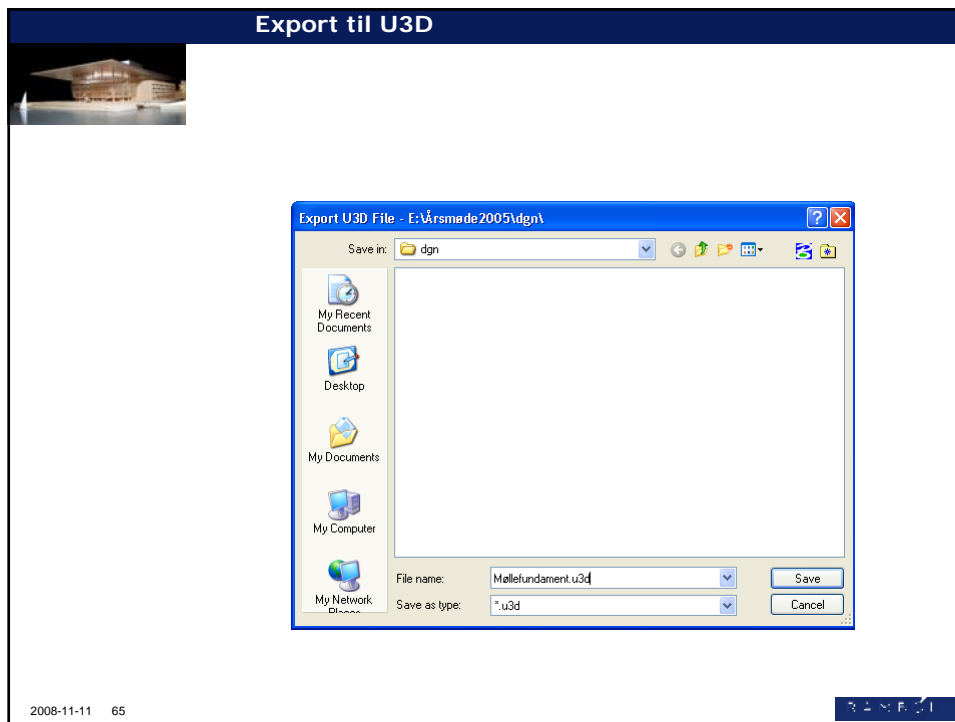 Export til U3D
Export U3D File - E:\Årsmøde2005\dgn\
Save in:
dgn
My Recent
Documents
Desktop
My Documents
My Computer
My Network
File name:
Møllefundament.u3d
Save
Save as type:
*.u3d
Cancel
2008-11-11 65